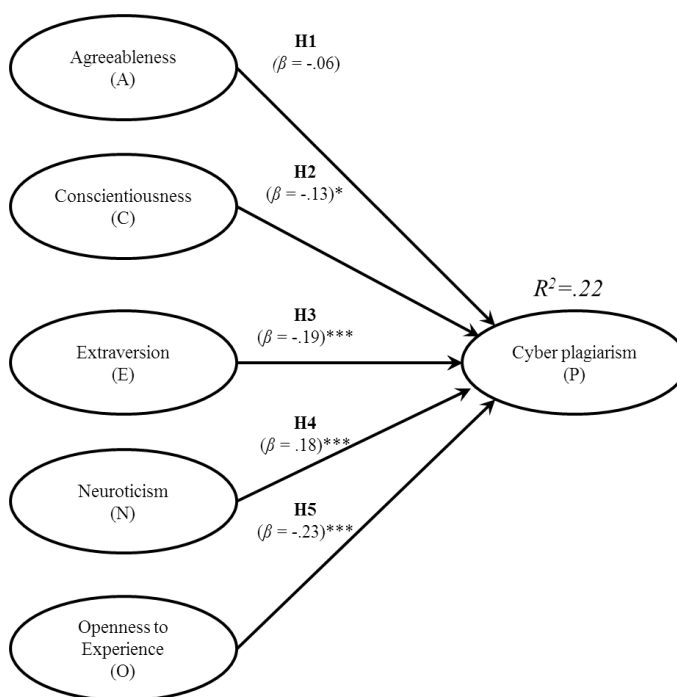 Agreeableness
(A)
H1
(β = -.06)
Conscientiousness
(C)
H2
(β = -.13)*
R²=.22
Extraversion
(E)
H3
(β = -.19)***
Cyber plagiarism
(P)
Neuroticism
(N)
H4
(β = .18)***
H5
(β = -.23)***
Openness to
Experience
(O)